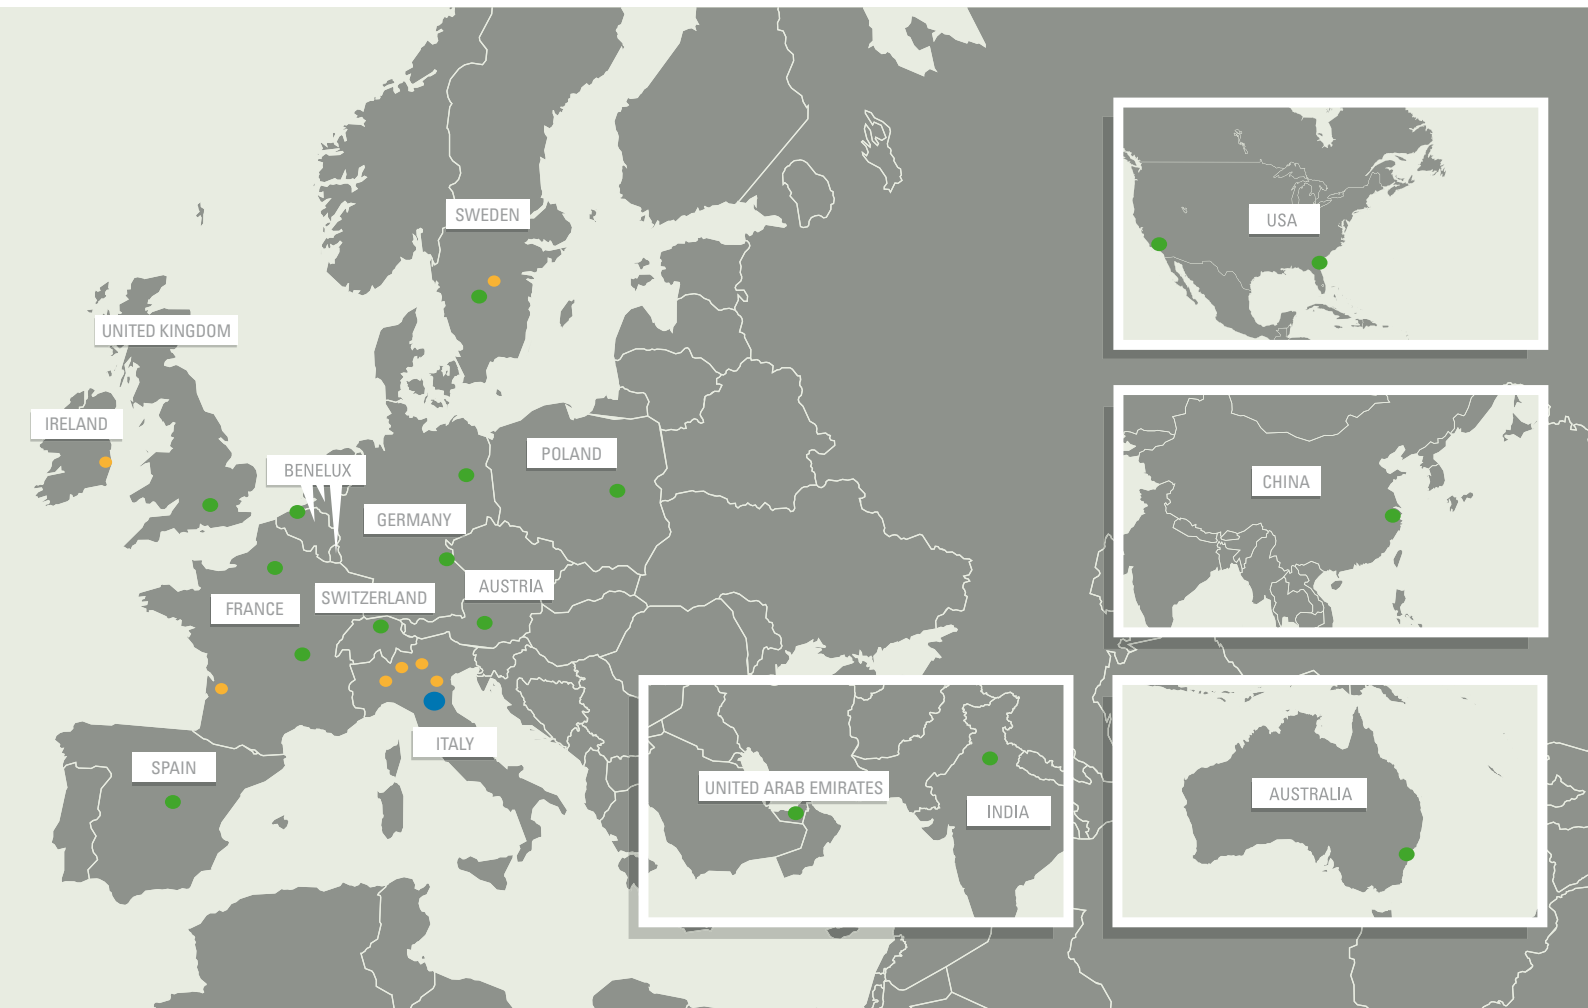 SWEDEN
USA
UNITED KINGDOM
IRELAND
POLAND
BENELUX
CHINA
GERMANY
AUSTRIA
SWITZERLAND
FRANCE
ITALY
SPAIN
UNITED ARAB EMIRATES
AUSTRALIA
INDIA